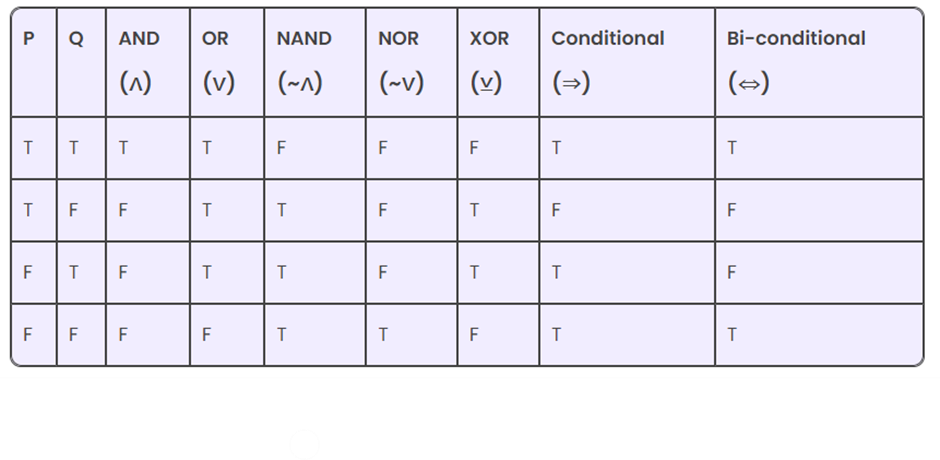 P Q AND OR NAND NOR XOR Conditional Bi-conditional
(∧) (∨) (~∧) (~∨) (⊻) (⇒) (⇔)
T T T T F F F T T
T F F T T F T F F
F T F T T F T T F
F F F F T T F T T